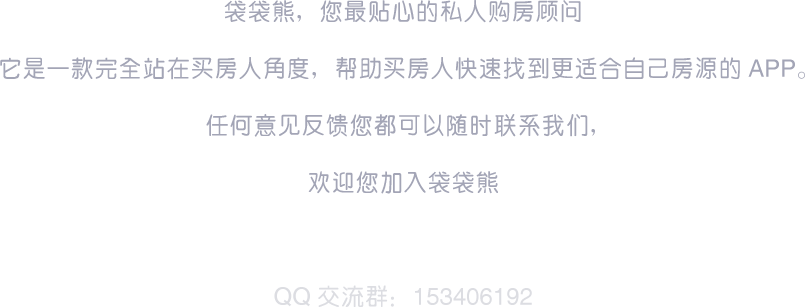 袋袋熊，您最贴心的私人购房顾问
它是一款完全站在买房人角度，帮助买房人快速找到更适合自己房源的 APP。
任何意见反馈您都可以随时联系我们，
欢迎您加入袋袋熊
QQ 交流群：153406192